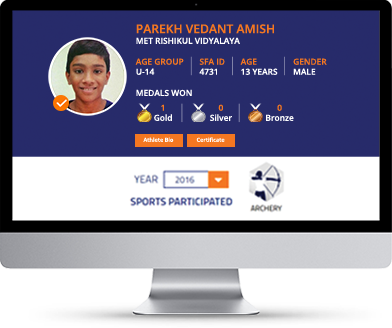 PAREKH VEDANT AMISH
MET RISHIKUL VIDYALAYA
AGE GROUP SFA ID AGE GENDER
U-14 4731 13 YEARS MALE
MEDALS WON
1 0 0
Gold Silver Bronze
Athlete Bio Certificate
YEAR 2016
SPORTS PARTICIPATED
ARCHERY